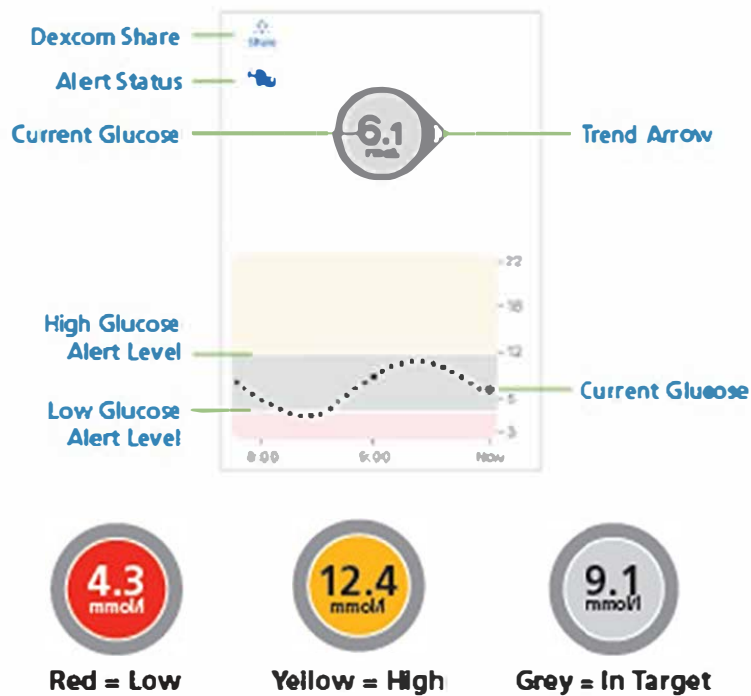 Dexcom Share
Share
Alert Status
Current Glucose
6.1
Trend Arrow
22
18
High Glucose
Alert Level
12
Current Glucose
Low Glucose
Alert Level
3
Now
4.3
mmol/l
12.4
mmol/l
9.1
mmol/l
Red = Low
Yellow = High
Grey = In Target